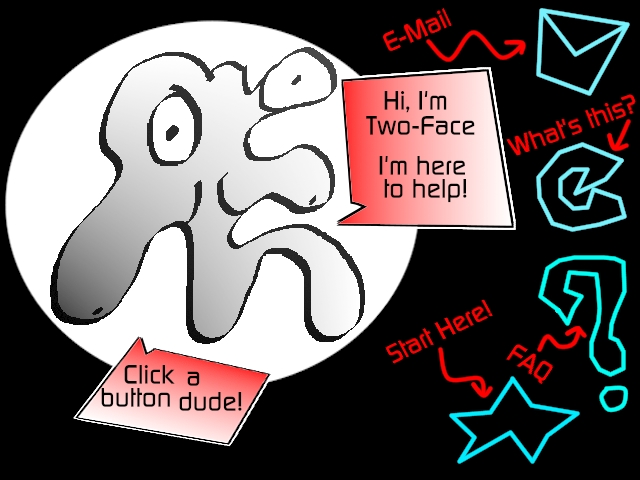 E-Mail
Hi, I'm
Two-Face
I'm here
to help!
What's this?
Start Here!
FAQ
Click a
button dude!